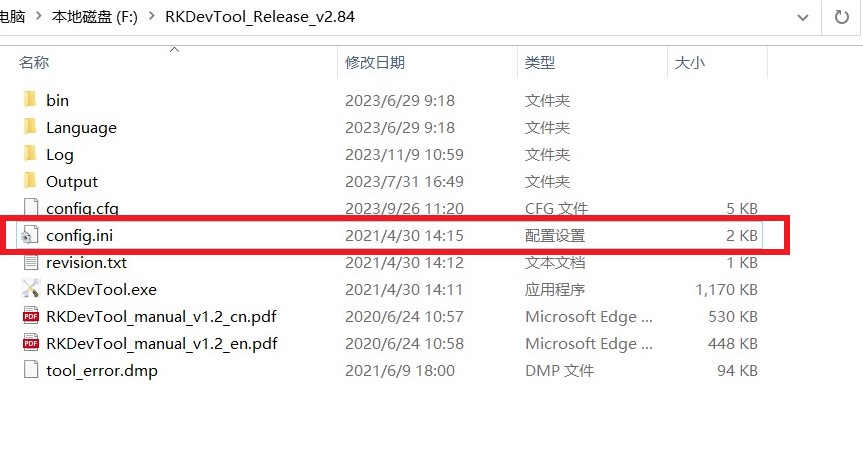 电脑 > 本地磁盘 (F:) > RKDevTool_Release_v2.84
名称 修改日期 类型 大小
bin 2023/6/29 9:18 文件夹
Language 2023/6/29 9:18 文件夹
Log 2023/11/9 10:59 文件夹
Output 2023/7/31 16:49 文件夹
config.cfg 2023/9/26 11:20 CFG 文件 5 KB
config.ini 2021/4/30 14:15 配置设置 2 KB
revision.txt 2021/4/30 14:12 文本文档 1 KB
RKDevTool.exe 2021/4/30 14:11 应用程序 1,170 KB
RKDevTool_manual_v1.2_cn.pdf 2020/6/24 10:57 Microsoft Edge ... 530 KB
RKDevTool_manual_v1.2_en.pdf 2020/6/24 10:58 Microsoft Edge ... 448 KB
tool_error.dmp 2021/6/9 18:00 DMP 文件 94 KB